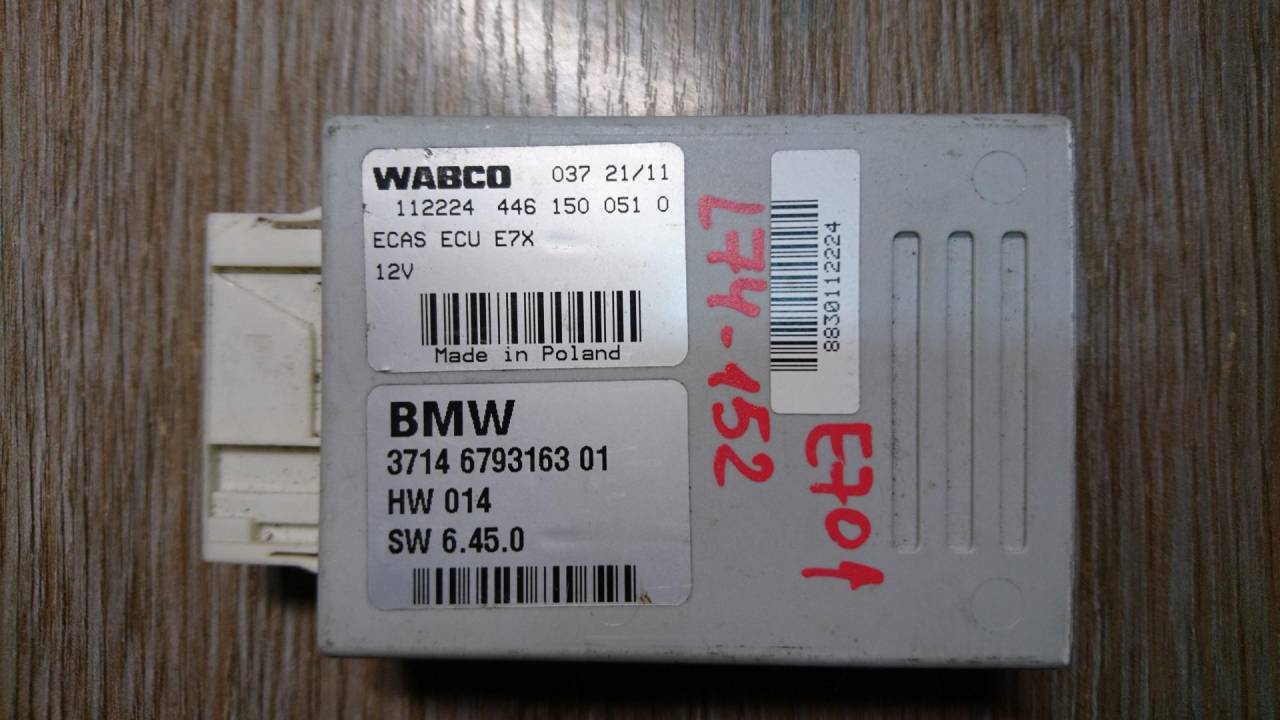 WABCO 037 21/11
112224 446 150 051 0
ECAS ECU E7X
12V
Made in Poland
BMW
3714 6793163 01
HW 014
SW 6.45.0
L74-152
8830112224
E70f